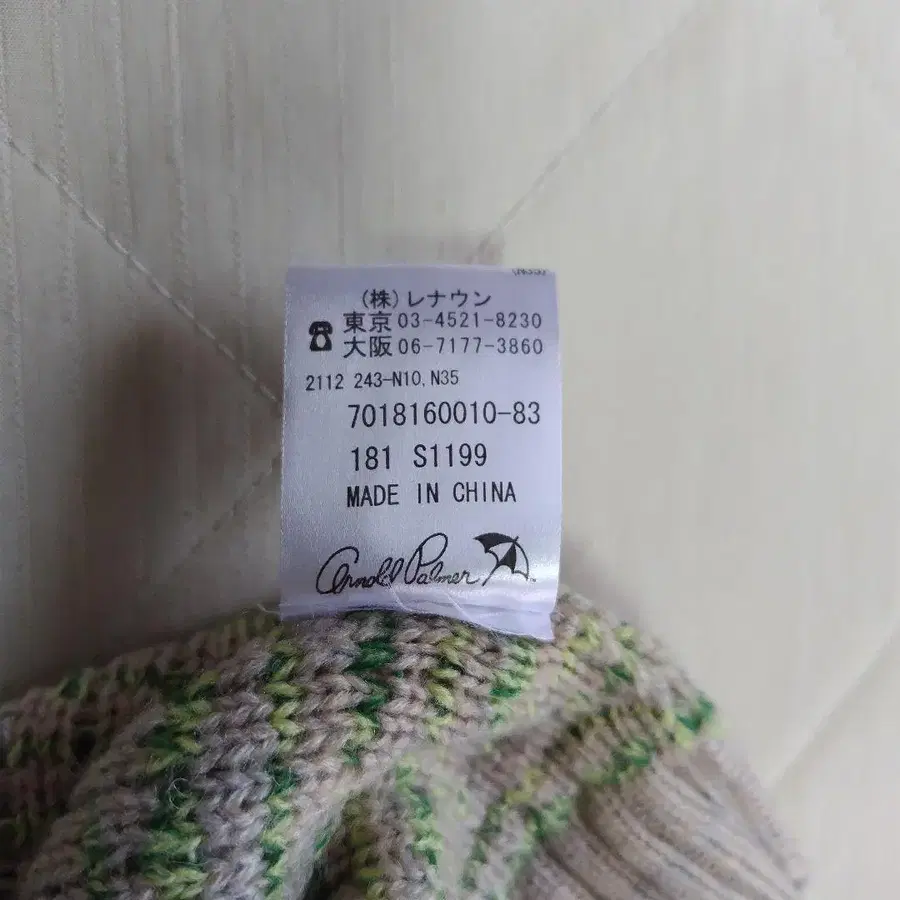 (株)レナウン
東京 03-4521-8230
大阪 06-7177-3860
2112 243-N10,N35
7018160010-83
181 S1199
MADE IN CHINA
Arnold Palmer